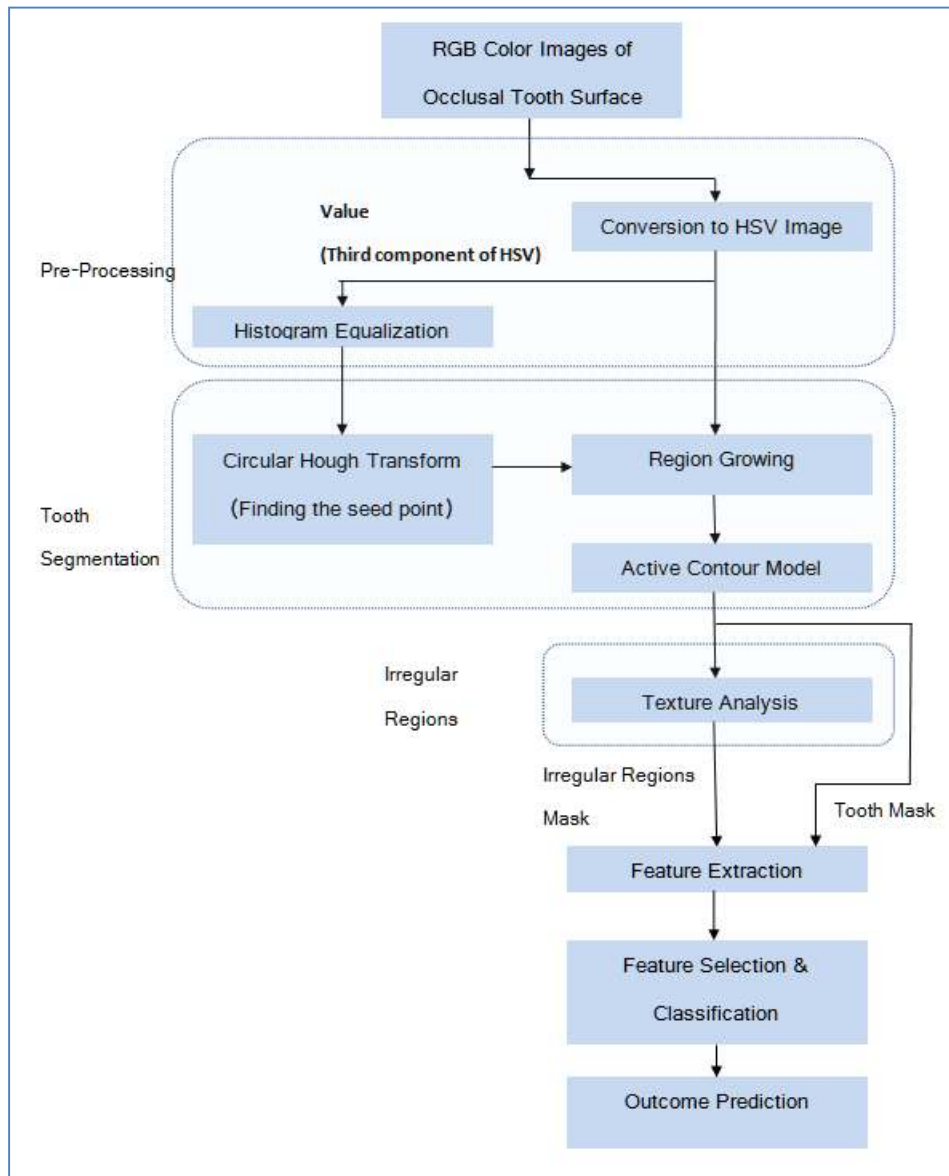 RGB Color Images of
Occlusal Tooth Surface
Value
(Third component of HSV)
Conversion to HSV Image
Pre-Processing
Histogram Equalization
Circular Hough Transform
(Finding the seed point)
Region Growing
Tooth
Segmentation
Active Contour Model
Irregular
Regions
Texture Analysis
Irregular Regions
Mask
Tooth Mask
Feature Extraction
Feature Selection &
Classification
Outcome Prediction